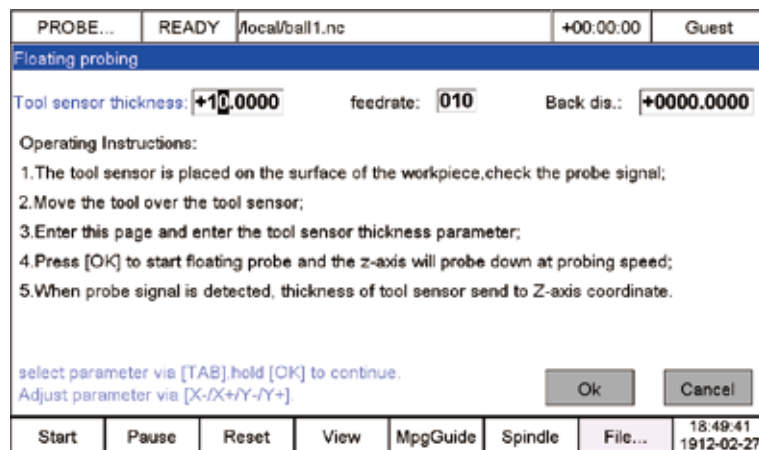 PROBE... READY /local/ball1.nc +00:00:00 Guest
Floating probing
Tool sensor thickness: +10.0000 feedrate: 010 Back dis.: +0000.0000
Operating Instructions:
1.The tool sensor is placed on the surface of the workpiece,check the probe signal;
2.Move the tool over the tool sensor;
3.Enter this page and enter the tool sensor thickness parameter;
4.Press [OK] to start floating probe and the z-axis will probe down at probing speed;
5.When probe signal is detected, thickness of tool sensor send to Z-axis coordinate.
select parameter via [TAB],hold [OK] to continue.
Adjust parameter via [X-/X+/Y-/Y+].
Ok Cancel
Start Pause Reset View MpgGuide Spindle File... 18:49:41
1912-02-27